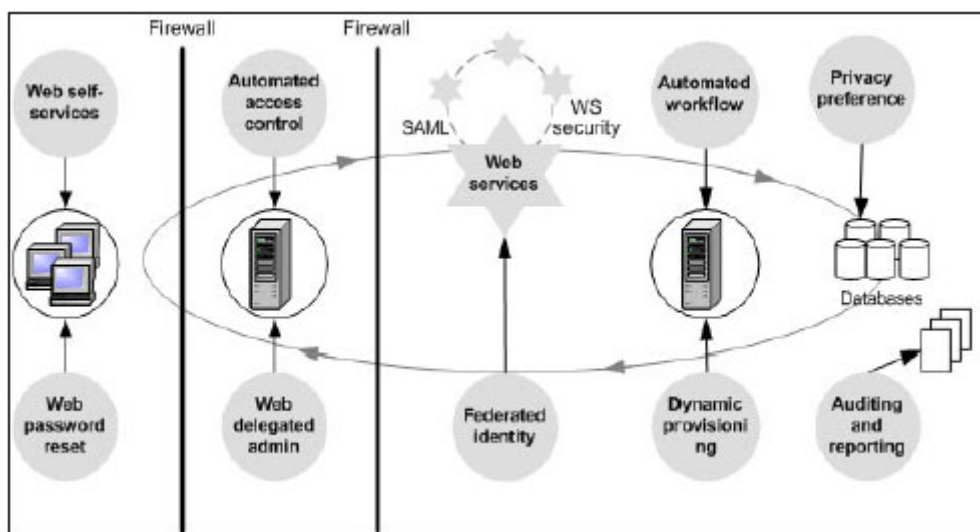 Firewall
Firewall
Web self-
services
Automated
access
control
SAML
WS
security
Web
services
Automated
workflow
Privacy
preference
Databases
Web
password
reset
Web
delegated
admin
Federated
identity
Dynamic
provisioni
ng
Auditing
and
reporting